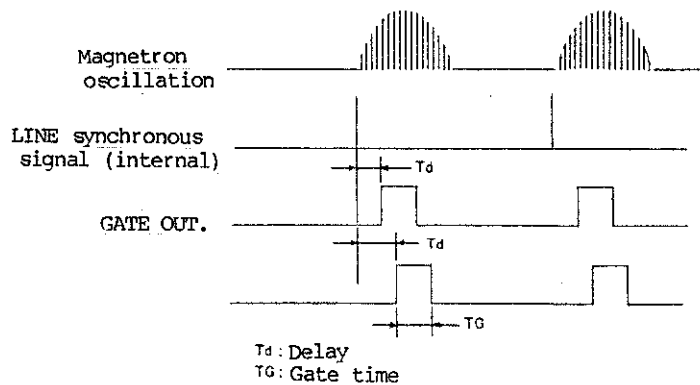 Magnetron
oscillation
LINE synchronous
signal (internal)
Td
GATE OUT.
Td
TG
Td: Delay
TG: Gate time